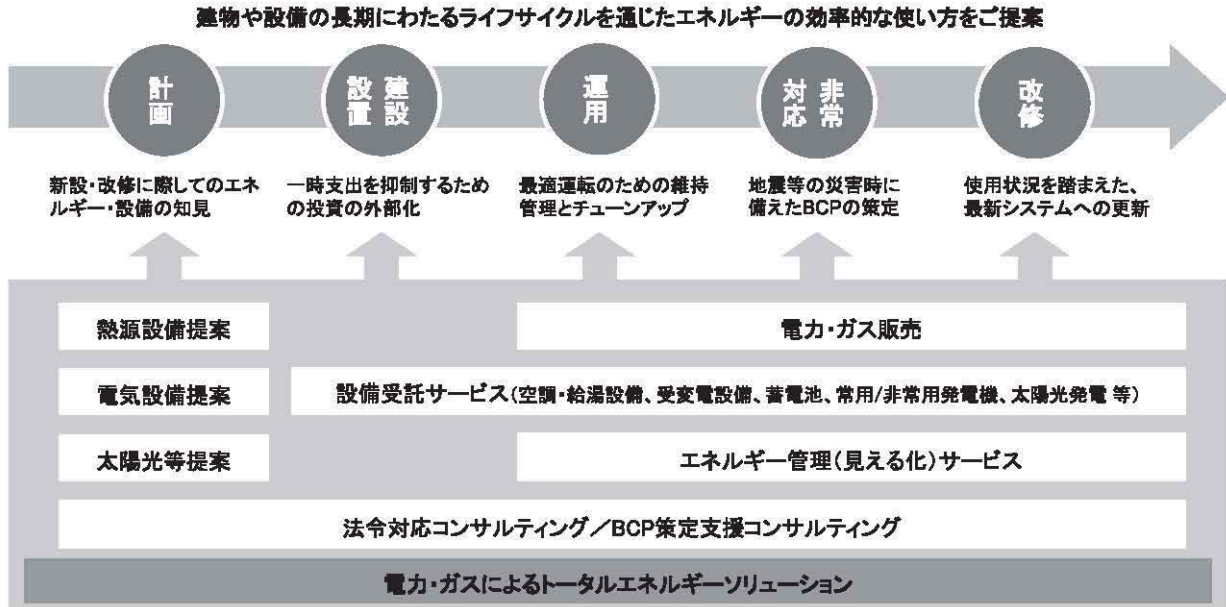 建物や設備の長期にわたるライフサイクルを通じたエネルギーの効率的な使い方をご提案
計画
建設
設置
運用
非常
対応
改修
新設・改修に際してのエネ
ルギー・設備の知見
一時支出を抑制するため
の投資の外部化
最適運転のための維持
管理とチューンアップ
地震等の災害時に
備えたBCPの策定
使用状況を踏まえた、
最新システムへの更新
熱源設備提案
電力・ガス販売
電気設備提案
設備受託サービス(空調・給湯設備、受変電設備、蓄電池、常用/非常用発電機、太陽光発電 等)
太陽光等提案
エネルギー管理(見える化)サービス
法令対応コンサルティング/BCP策定支援コンサルティング
電力・ガスによるトータルエネルギーソリューション